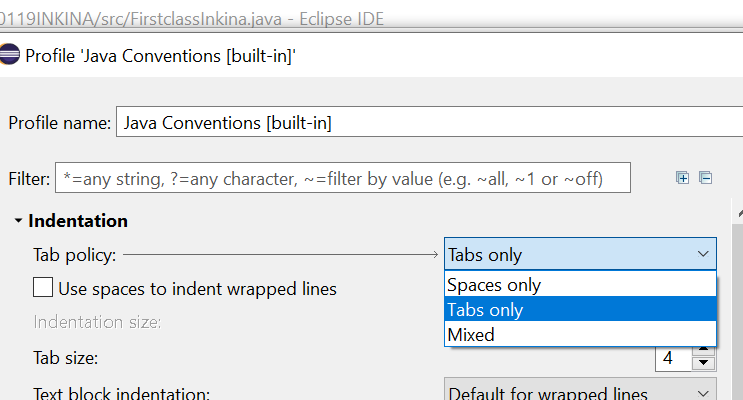 0119INKINA/src/FirstclassInkina.java - Eclipse IDE
Profile 'Java Conventions [built-in]'
Profile name: Java Conventions [built-in]
Filter: *=any string, ?=any character, ~=filter by value (e.g. ~all, ~1 or ~off)
Indentation
Tab policy: Tabs only
Spaces only
Use spaces to indent wrapped lines
Tabs only
Indentation size:
Mixed
Tab size: 4
Text block indentation: Default for wrapped lines